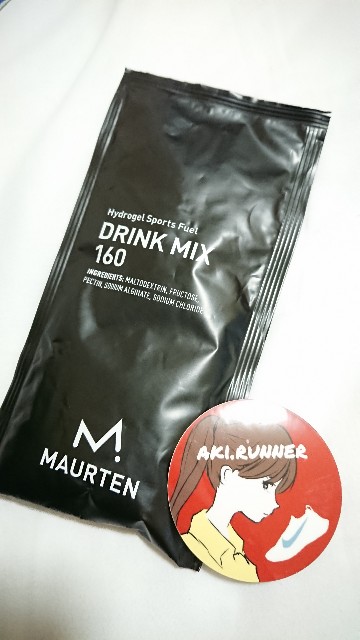 Hydrogel Sports Fuel
DRINK MIX
160
INGREDIENTS: MALTODEXTRIN, FRUCTOSE,
PECTIN, SODIUM ALGINATE, SODIUM CHLORIDE
M.
MAURTEN
AKI.RUNNER